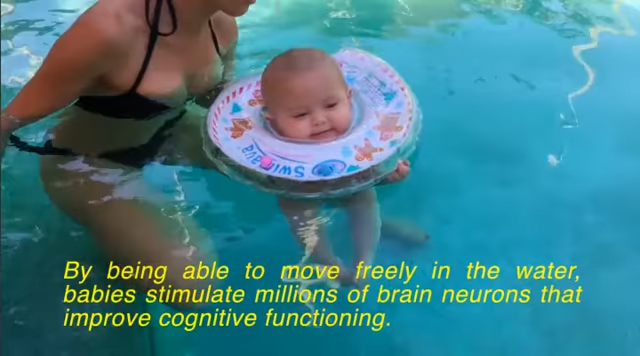 Swimava
By being able to move freely in the water,
babies stimulate millions of brain neurons that
improve cognitive functioning.